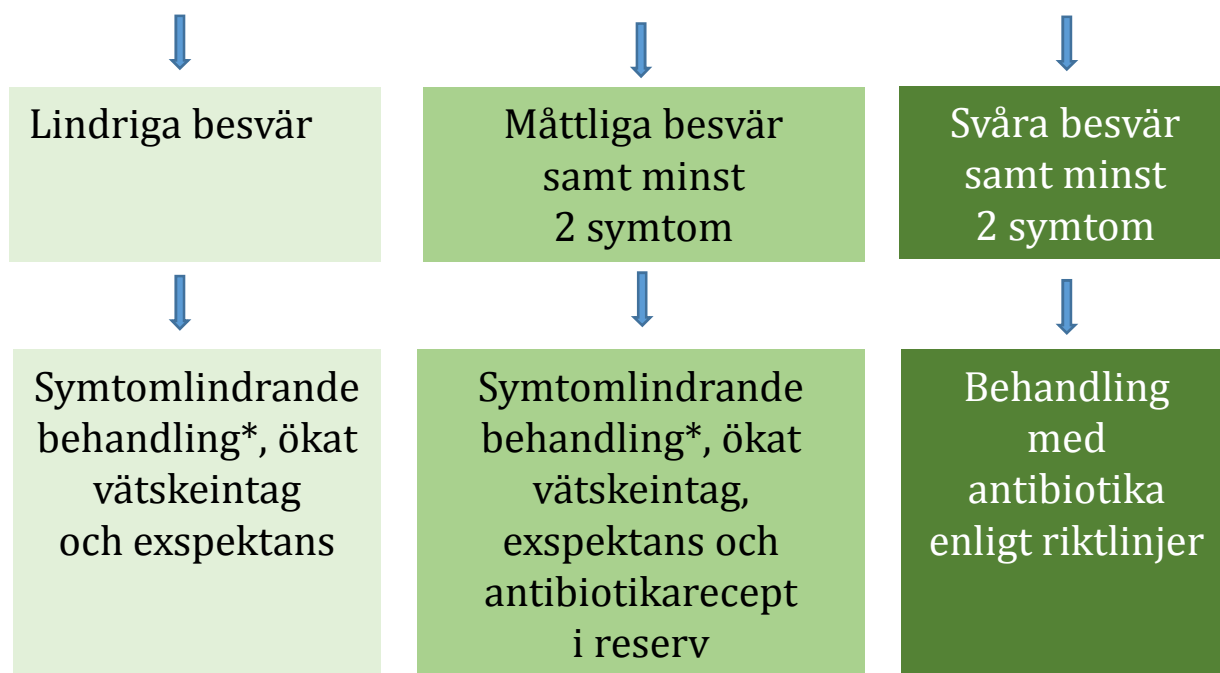 Lindriga besvär
Måttliga besvär
samt minst
2 symtom
Svåra besvär
samt minst
2 symtom
Symtomlindrande
behandling*, ökat
vätskeintag
och exspektans
Symtomlindrande
behandling*, ökat
vätskeintag,
exspektans och
antibiotikarecept
i reserv
Behandling
med
antibiotika
enligt riktlinjer